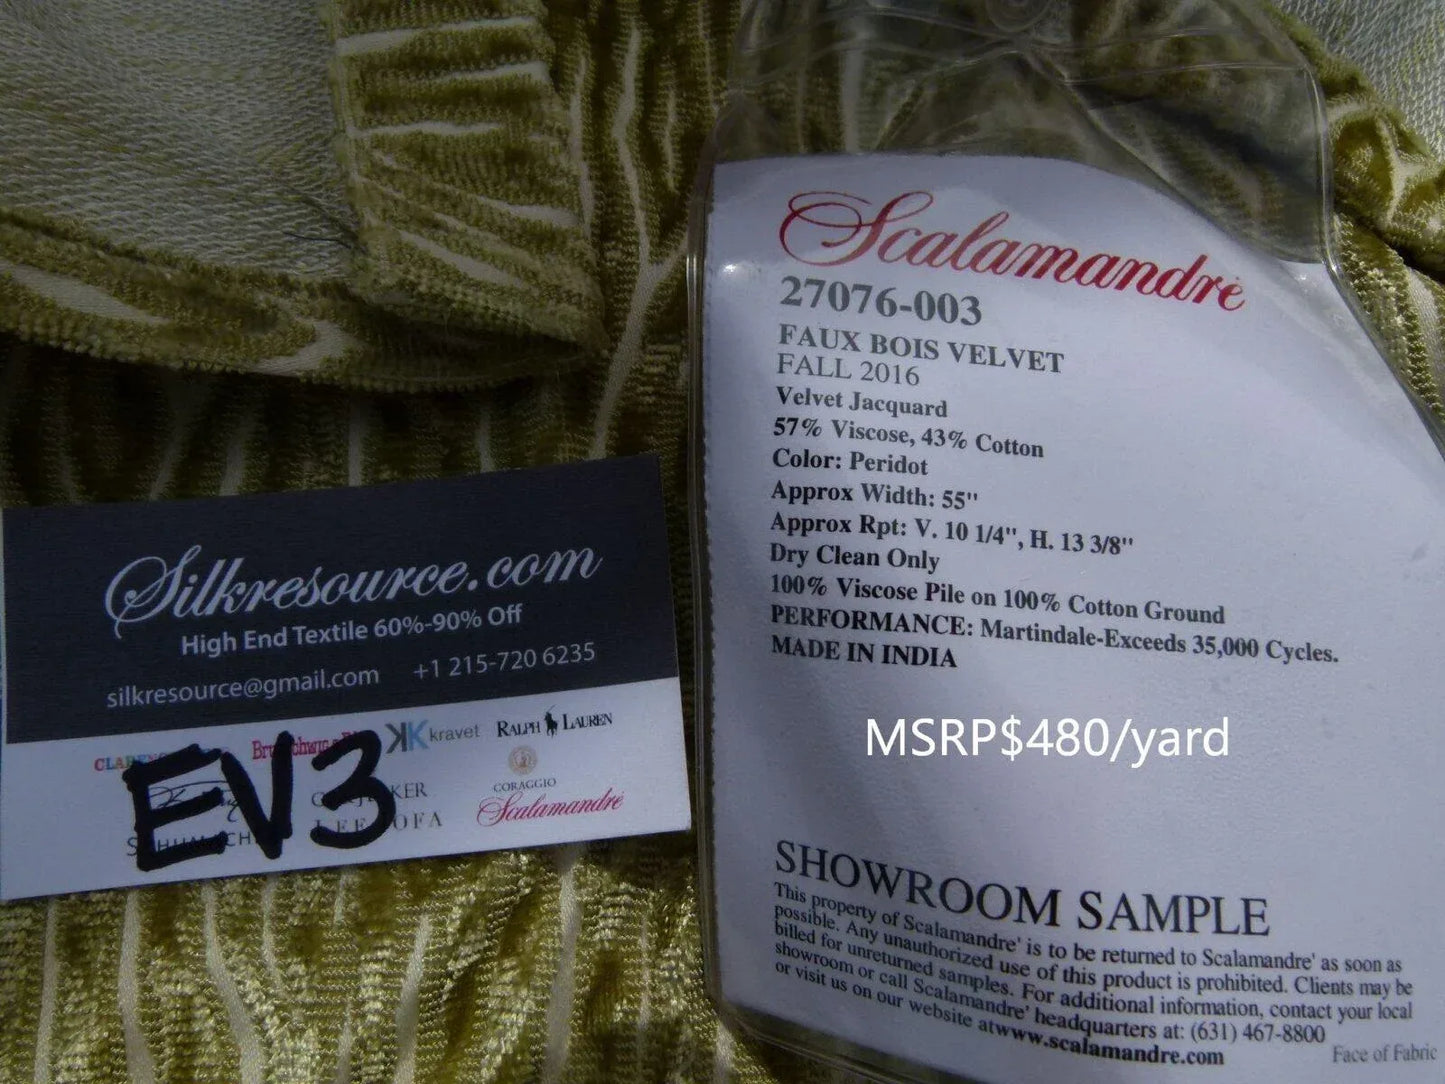 Scalamandré
27076-003
FAUX BOIS VELVET
FALL 2016
Velvet Jacquard
57% Viscose, 43% Cotton
Color: Peridot
Approx Width: 55"
Approx Rpt: V. 10 1/4", H. 13 3/8"
Dry Clean Only
100% Viscose Pile on 100% Cotton Ground
PERFORMANCE: Martindale-Exceeds 35,000 Cycles.
MADE IN INDIA
MSRP$480/yard
SHOWROOM SAMPLE
This property of Scalamandre' is to be returned to Scalamandre' as soon as
possible. Any unauthorized use of this product is prohibited. Clients may be
billed for unreturned samples. For additional information, contact your local
showroom or call Scalamandre' headquarters at: (631) 467-8800
or visit us on our website atwww.scalamandre.com
Face of Fabric
Silkresource.com
High End Textile 60%-90% Off
silkresource@gmail.com +1 215-720 6235
kravet RALPH LAUREN
EV3
CORAGGIO
Scalamandré